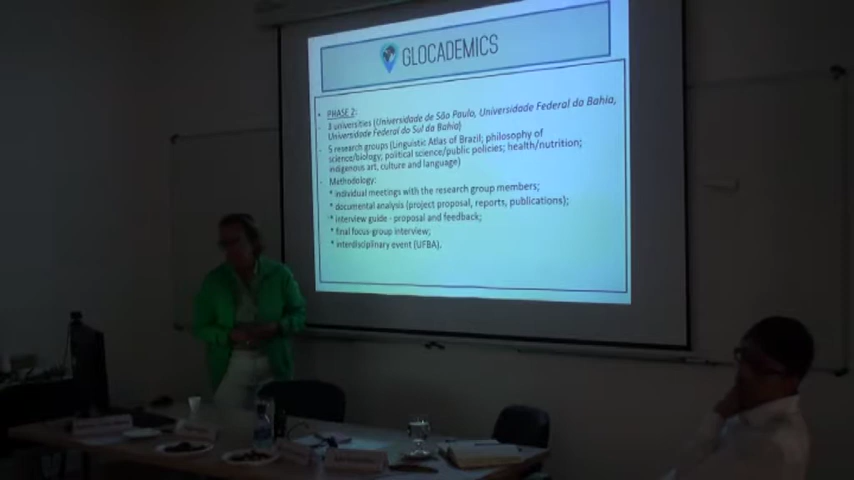 GLOCADEMICS
• PHASE 2:
- 3 universities (Universidade de São Paulo, Universidade Federal da Bahia,
Universidade Federal do Sul da Bahia)
- 5 research groups (Linguistic Atlas of Brazil; philosophy of
science/biology; political science/public policies; health/nutrition;
indigenous art, culture and language)
- Methodology:
* individual meetings with the research group members;
* documental analysis (project proposal, reports, publications);
* interview guide - proposal and feedback;
* final focus-group interview;
* interdisciplinary event (UFBA).